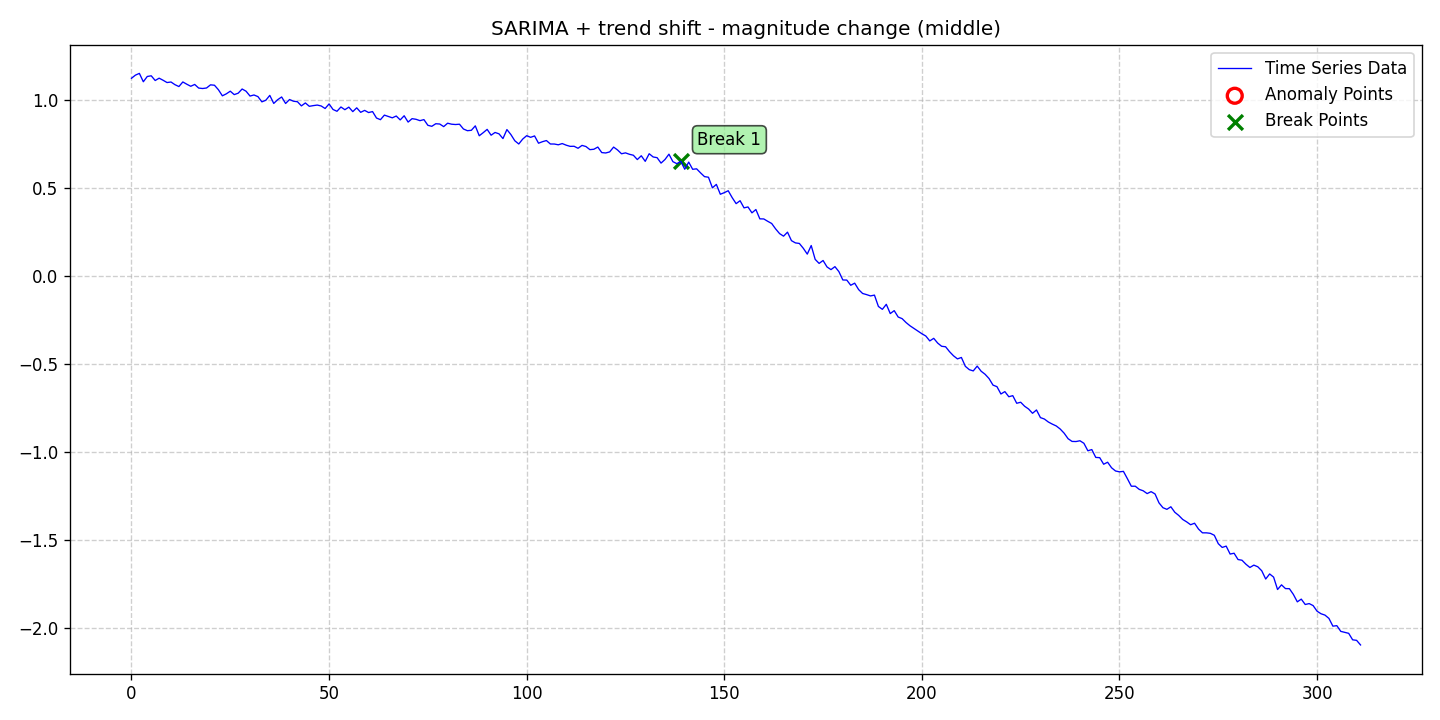 SARIMA + trend shift - magnitude change (middle)
Time Series Data
Anomaly Points
Break Points
Break 1
1.0
0.5
0.0
−0.5
−1.0
−1.5
−2.0
0 50 100 150 200 250 300